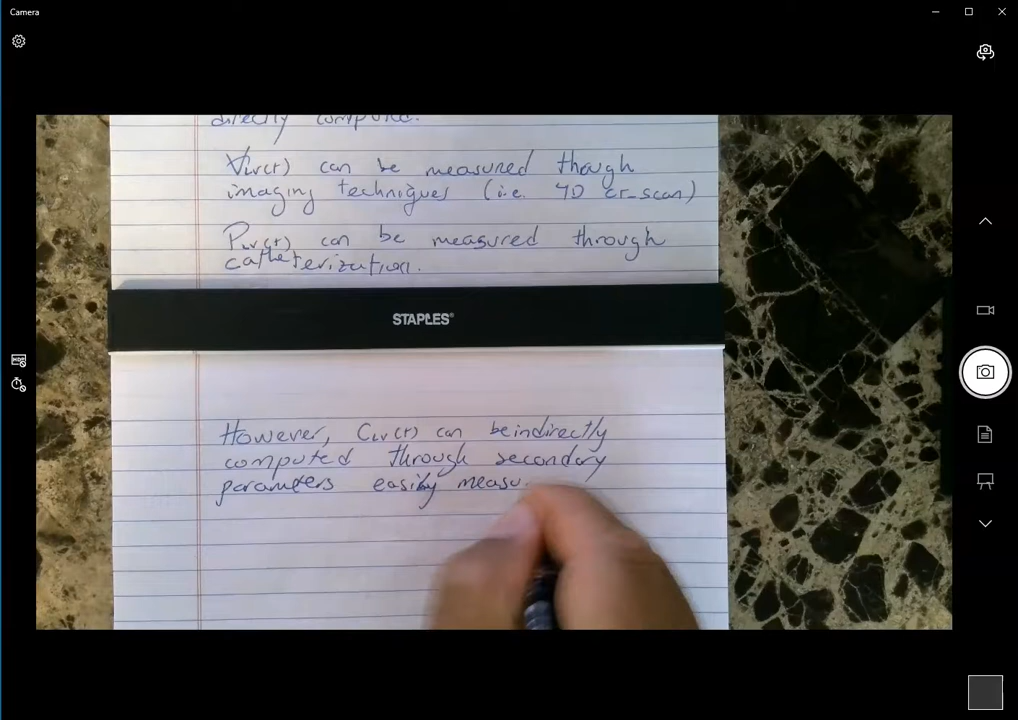 Camera
directly computed.
VLV(t) can be measured though
imaging techniques (i.e. 4D CT-scan)
PLV(t) can be measured through
catheterization.
STAPLES®
However, CLV(t) can be indirectly
computed through secondary
parameters easily measu